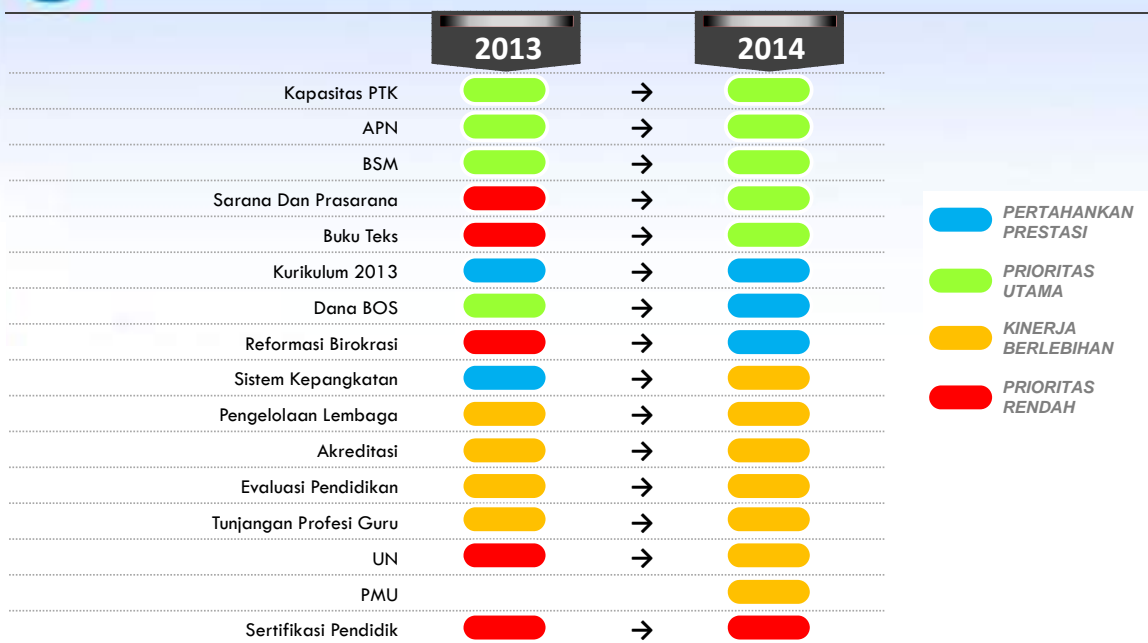 2013 2014
Kapasitas PTK →
APN →
BSM →
Sarana Dan Prasarana →
Buku Teks →
Kurikulum 2013 →
Dana BOS →
Reformasi Birokrasi →
Sistem Kepangkatan →
Pengelolaan Lembaga →
Akreditasi →
Evaluasi Pendidikan →
Tunjangan Profesi Guru →
UN →
PMU
Sertifikasi Pendidik →
PERTAHANKAN
PRESTASI
PRIORITAS
UTAMA
KINERJA
BERLEBIHAN
PRIORITAS
RENDAH